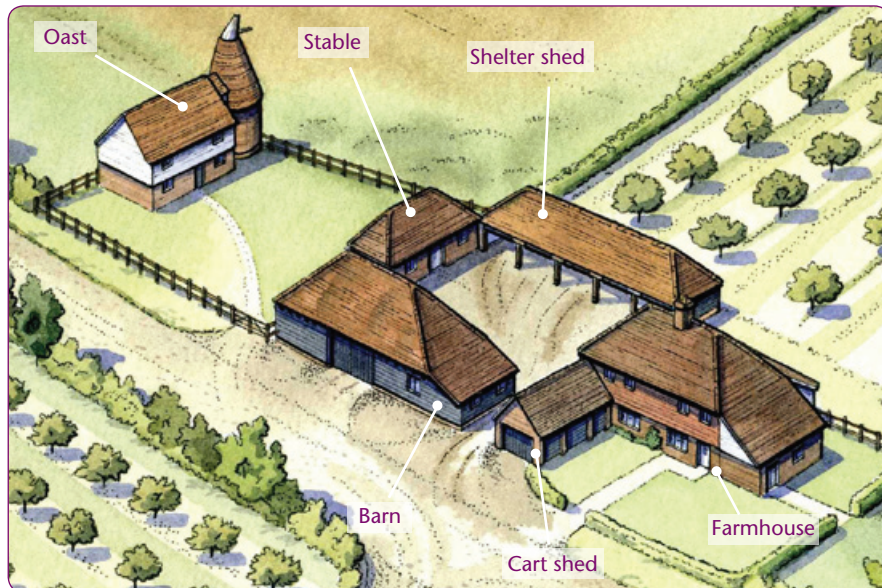 Oast
Stable
Shelter shed
Barn
Cart shed
Farmhouse